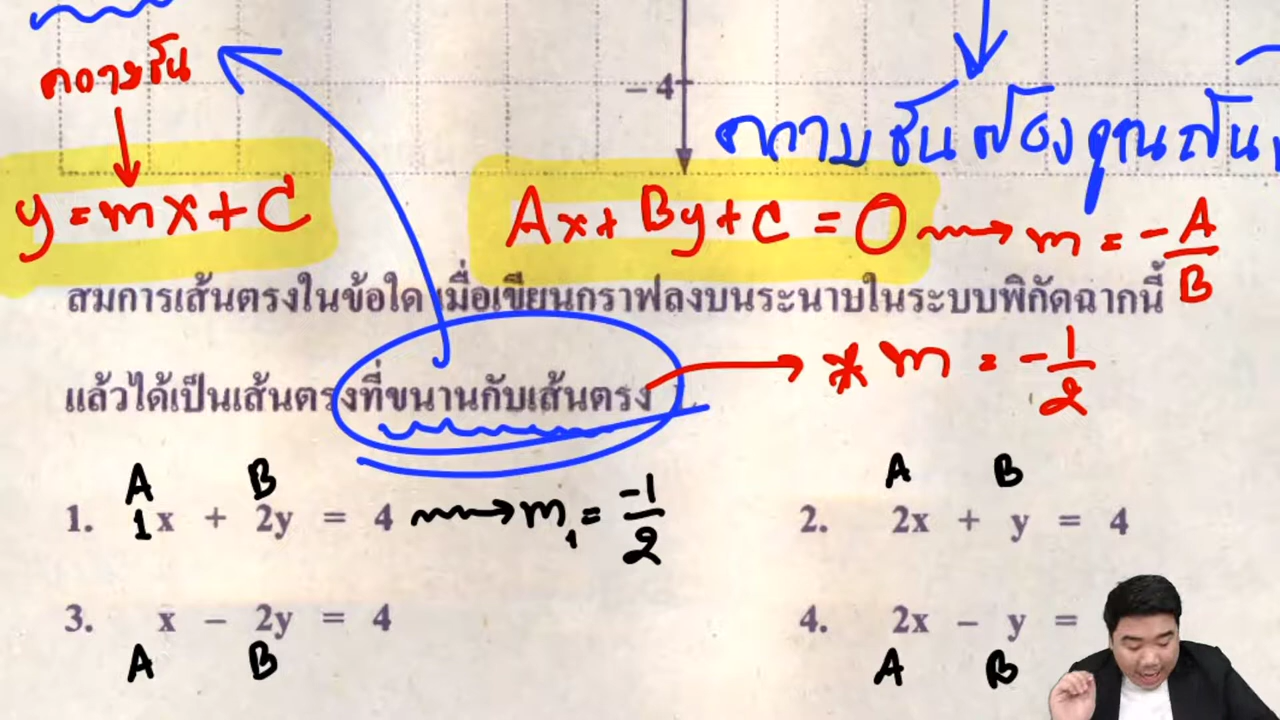 ความชัน
-4
ความชันต้องคูณกัน
y = mx + C
Ax + By + C = 0 → m = -A/B
สมการเส้นตรงในข้อใด เมื่อเขียนกราฟลงบนระนาบในระบบพิกัดฉากนี้
แล้วได้เป็นเส้นตรงที่ขนานกับเส้นตรง → * m = -1/2
A B
1. 1x + 2y = 4 → m₁ = -1/2
A B
2. 2x + y = 4
3. x - 2y = 4
A B
4. 2x - y =
A B